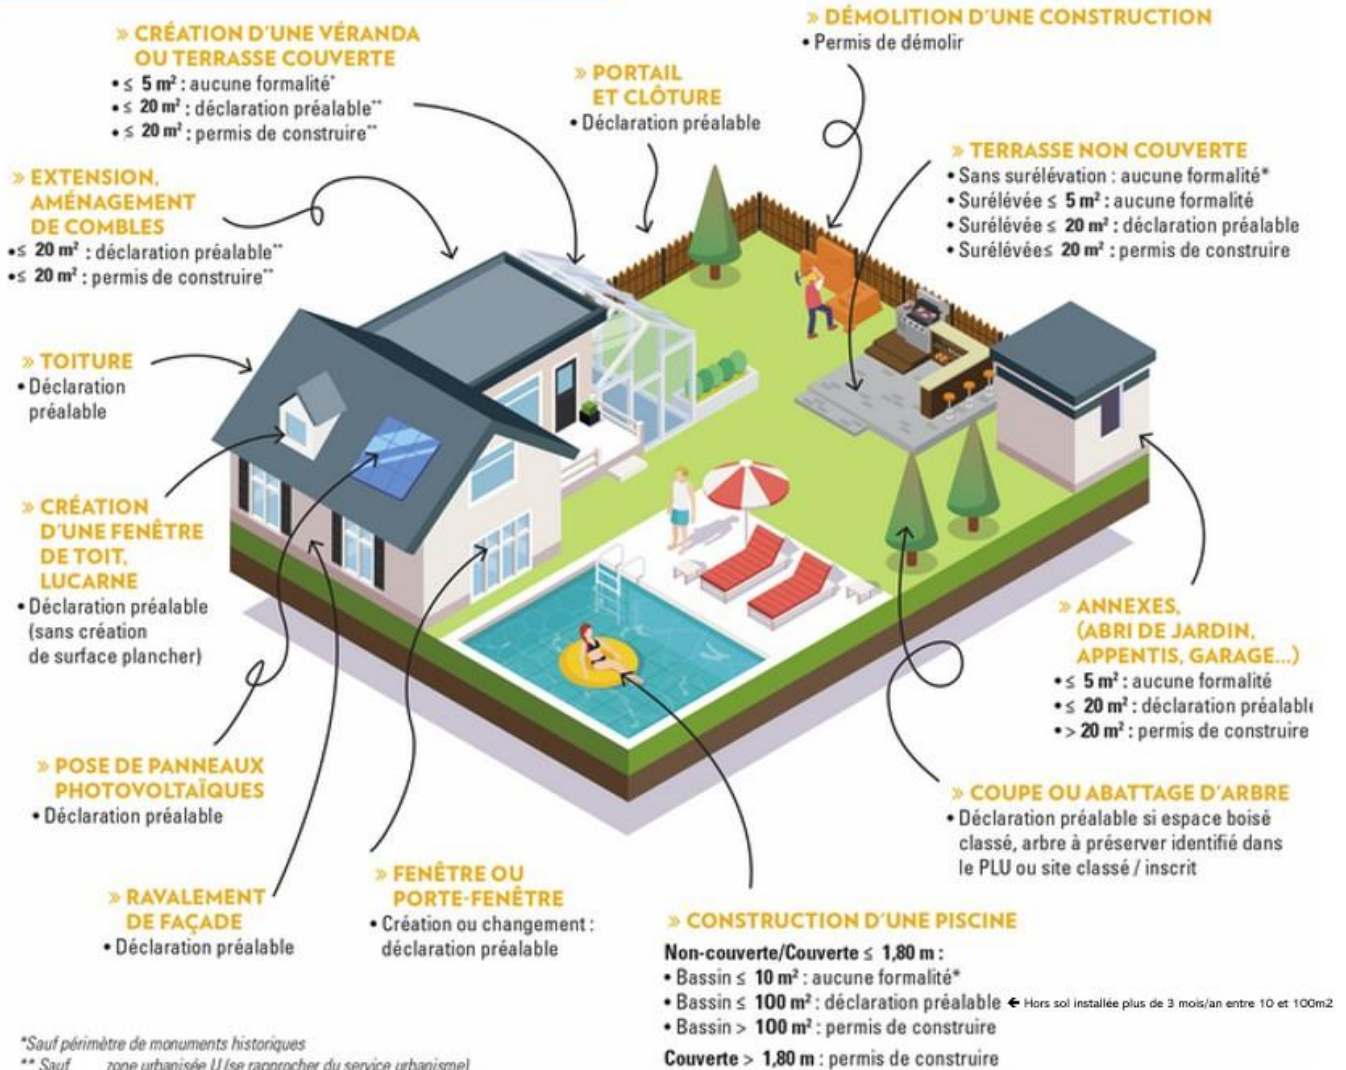 » CRÉATION D'UNE VÉRANDA
OU TERRASSE COUVERTE
• ≤ 5 m² : aucune formalité*
• ≤ 20 m² : déclaration préalable**
• ≤ 20 m² : permis de construire**
» DÉMOLITION D'UNE CONSTRUCTION
• Permis de démolir
» PORTAIL
ET CLÔTURE
• Déclaration préalable
» TERRASSE NON COUVERTE
• Sans surélévation : aucune formalité*
• Surélévée ≤ 5 m² : aucune formalité
• Surélévée ≤ 20 m² : déclaration préalable
• Surélévée≤ 20 m² : permis de construire
» EXTENSION,
AMÉNAGEMENT
DE COMBLES
•≤ 20 m² : déclaration préalable**
•≤ 20 m² : permis de construire**
» TOITURE
• Déclaration
préalable
» CRÉATION
D'UNE FENÊTRE
DE TOIT,
LUCARNE
• Déclaration préalable
(sans création
de surface plancher)
» ANNEXES,
(ABRI DE JARDIN,
APPENTIS, GARAGE...)
• ≤ 5 m² : aucune formalité
• ≤ 20 m² : déclaration préalable
• > 20 m² : permis de construire
» POSE DE PANNEAUX
PHOTOVOLTAÏQUES
• Déclaration préalable
» COUPE OU ABATTAGE D'ARBRE
• Déclaration préalable si espace boisé
classé, arbre à préserver identifié dans
le PLU ou site classé / inscrit
» RAVALEMENT
DE FAÇADE
• Déclaration préalable
» FENÊTRE OU
PORTE-FENÊTRE
• Création ou changement :
déclaration préalable
» CONSTRUCTION D'UNE PISCINE
Non-couverte/Couverte ≤ 1,80 m :
• Bassin ≤ 10 m² : aucune formalité*
• Bassin ≤ 100 m² : déclaration préalable ← Hors sol installée plus de 3 mois/an entre 10 et 100m2
• Bassin > 100 m² : permis de construire
Couverte > 1,80 m : permis de construire
*Sauf périmètre de monuments historiques
** Sauf zone urbanisée U (se rapprocher du service urbanisme)